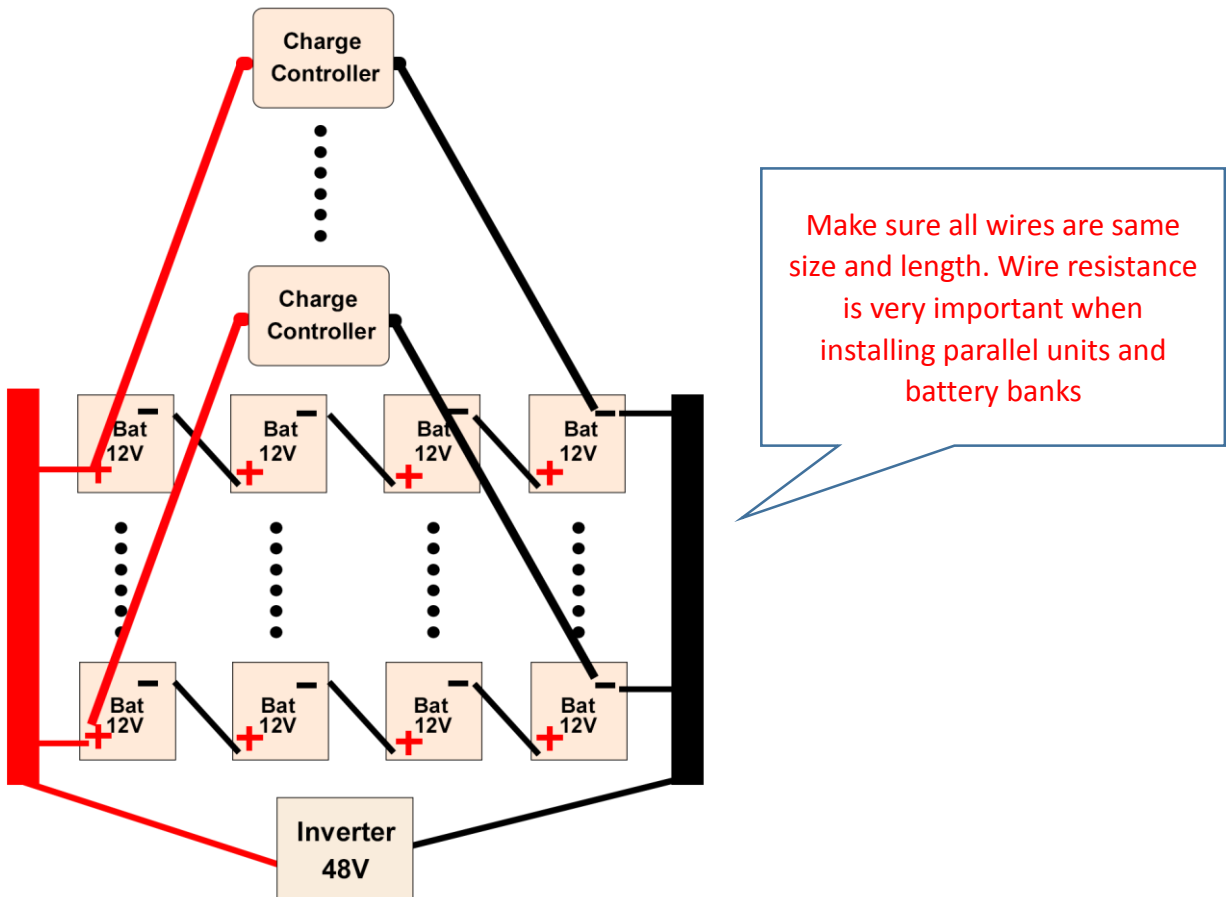 Charge
Controller
Charge
Controller
Make sure all wires are same
size and length. Wire resistance
is very important when
installing parallel units and
battery banks
Bat
12V
+
−
Bat
12V
+
−
Bat
12V
+
−
Bat
12V
+
−
Bat
12V
+
−
Bat
12V
+
−
Bat
12V
+
−
Bat
12V
+
−
Inverter
48V